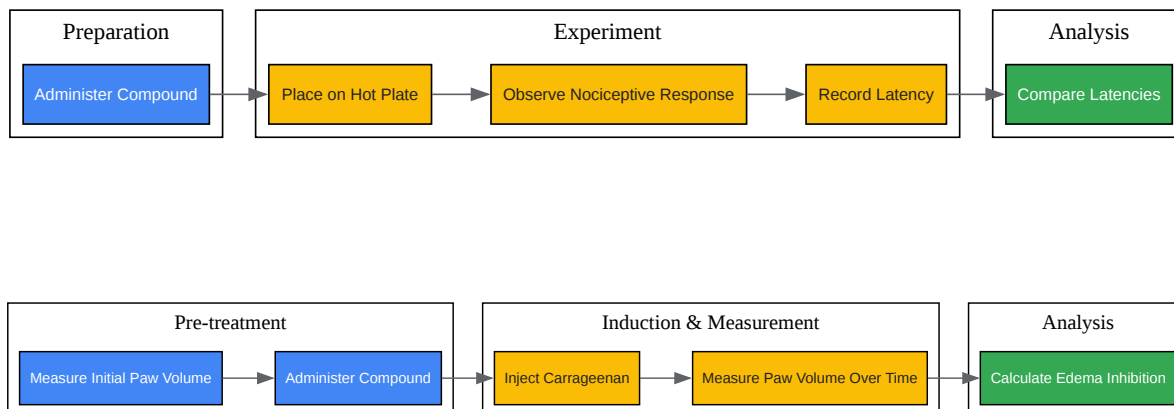 Preparation
Experiment
Analysis
Administer Compound
Place on Hot Plate
Observe Nociceptive Response
Record Latency
Compare Latencies
Pre-treatment
Induction & Measurement
Analysis
Measure Initial Paw Volume
Administer Compound
Inject Carrageenan
Measure Paw Volume Over Time
Calculate Edema Inhibition